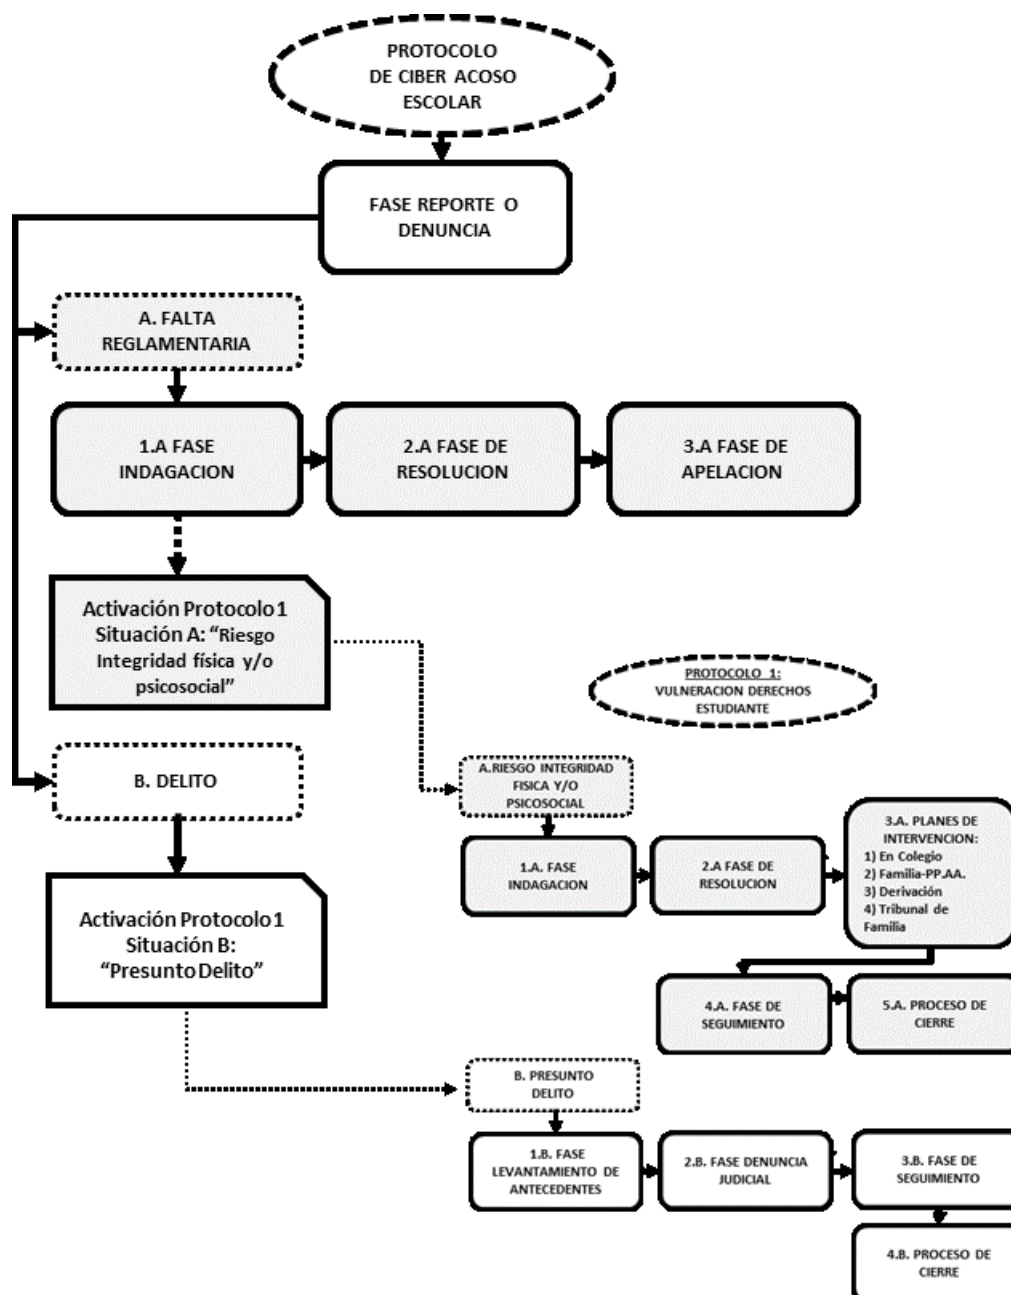 PROTOCOLO
DE CIBER ACOSO
ESCOLAR
FASE REPORTE O
DENUNCIA
A. FALTA
REGLAMENTARIA
1.A FASE
INDAGACION
2.A FASE DE
RESOLUCION
3.A FASE DE
APELACION
Activación Protocolo 1
Situación A: “Riesgo
Integridad física y/o
psicosocial”
PROTOCOLO 1:
VULNERACION DERECHOS
ESTUDIANTE
B. DELITO
A.RIESGO INTEGRIDAD
FISICA Y/O
PSICOSOCIAL
1.A. FASE
INDAGACION
2.A FASE DE
RESOLUCION
3.A. PLANES DE
INTERVENCION:
1) En Colegio
2) Familia-PP.AA.
3) Derivación
4) Tribunal de
Familia
Activación Protocolo 1
Situación B:
“Presunto Delito”
4.A. FASE DE
SEGUIMIENTO
5.A. PROCESO DE
CIERRE
B. PRESUNTO
DELITO
1.B. FASE
LEVANTAMIENTO DE
ANTECEDENTES
2.B. FASE DENUNCIA
JUDICIAL
3.B. FASE DE
SEGUIMIENTO
4.B. PROCESO DE
CIERRE